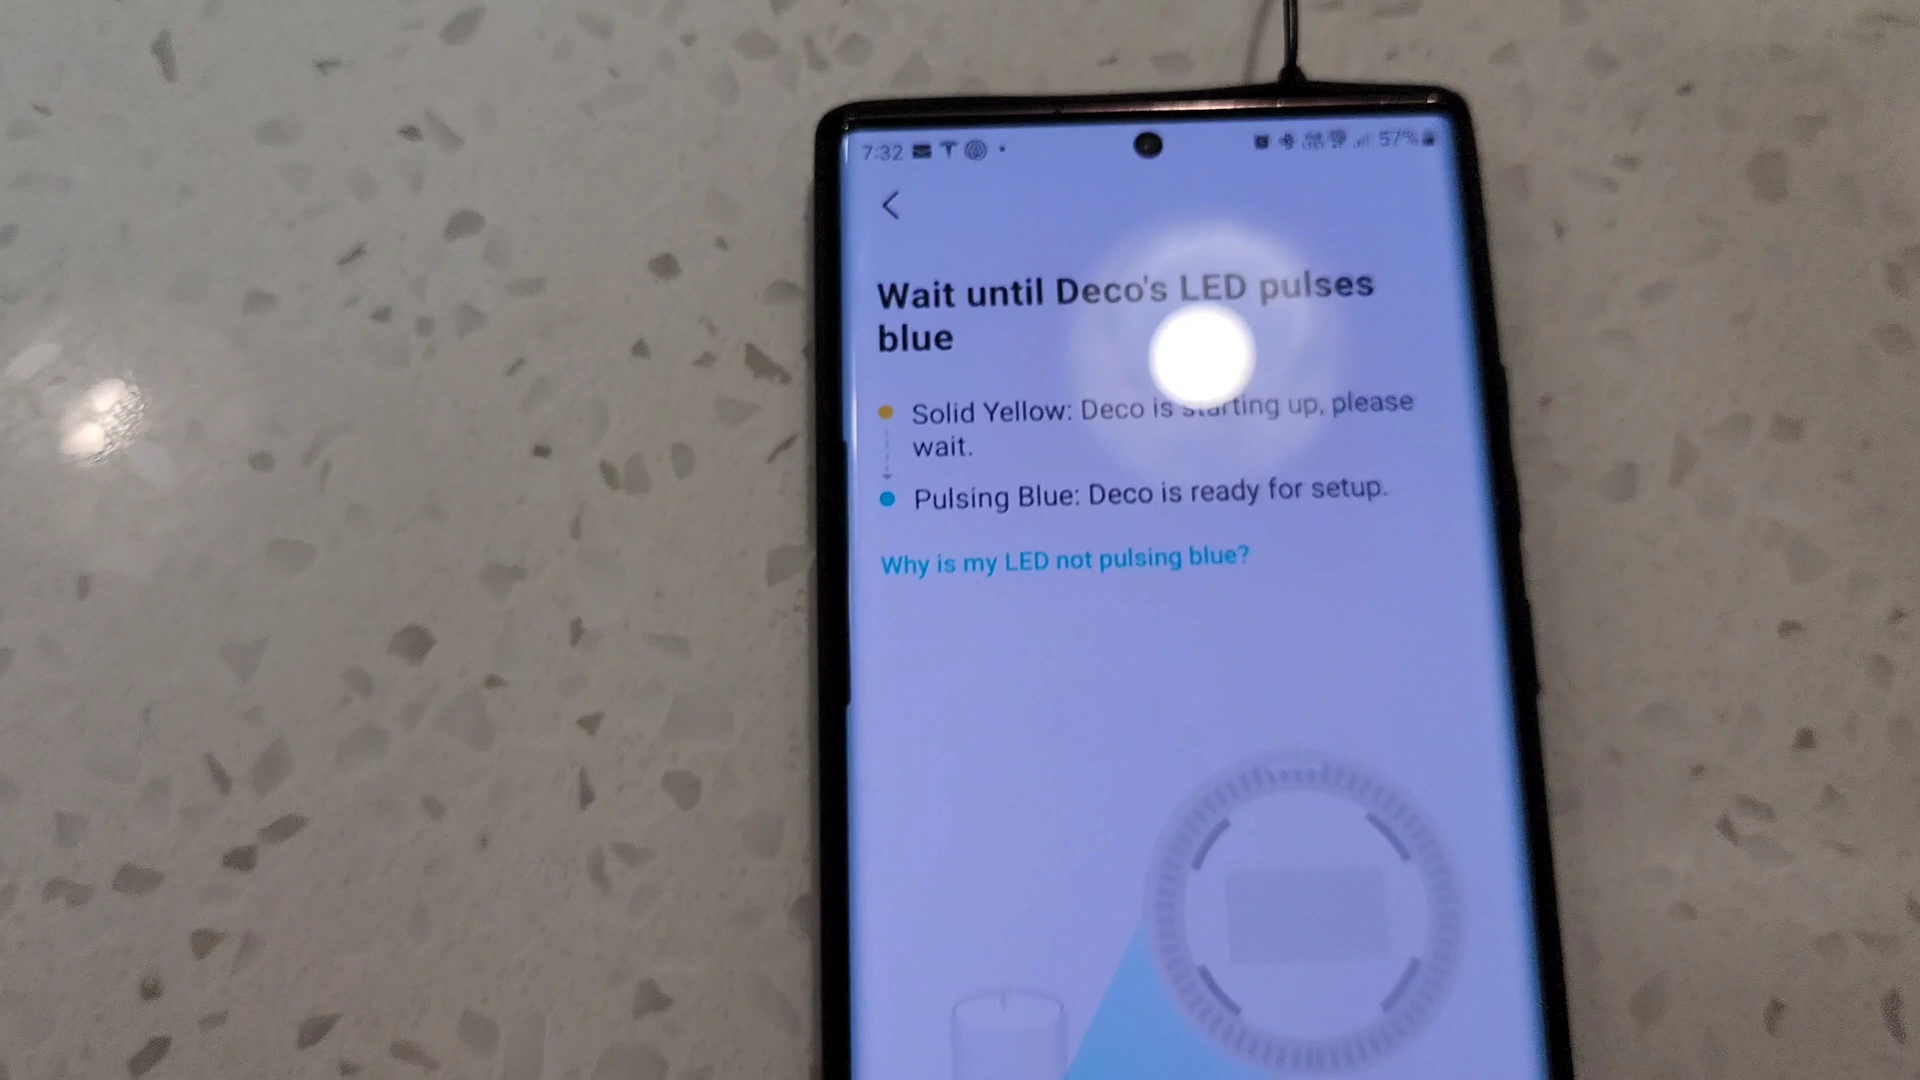 7:32
57%
Wait until Deco's LED pulses
blue
Solid Yellow: Deco is starting up, please
wait.
Pulsing Blue: Deco is ready for setup.
Why is my LED not pulsing blue?